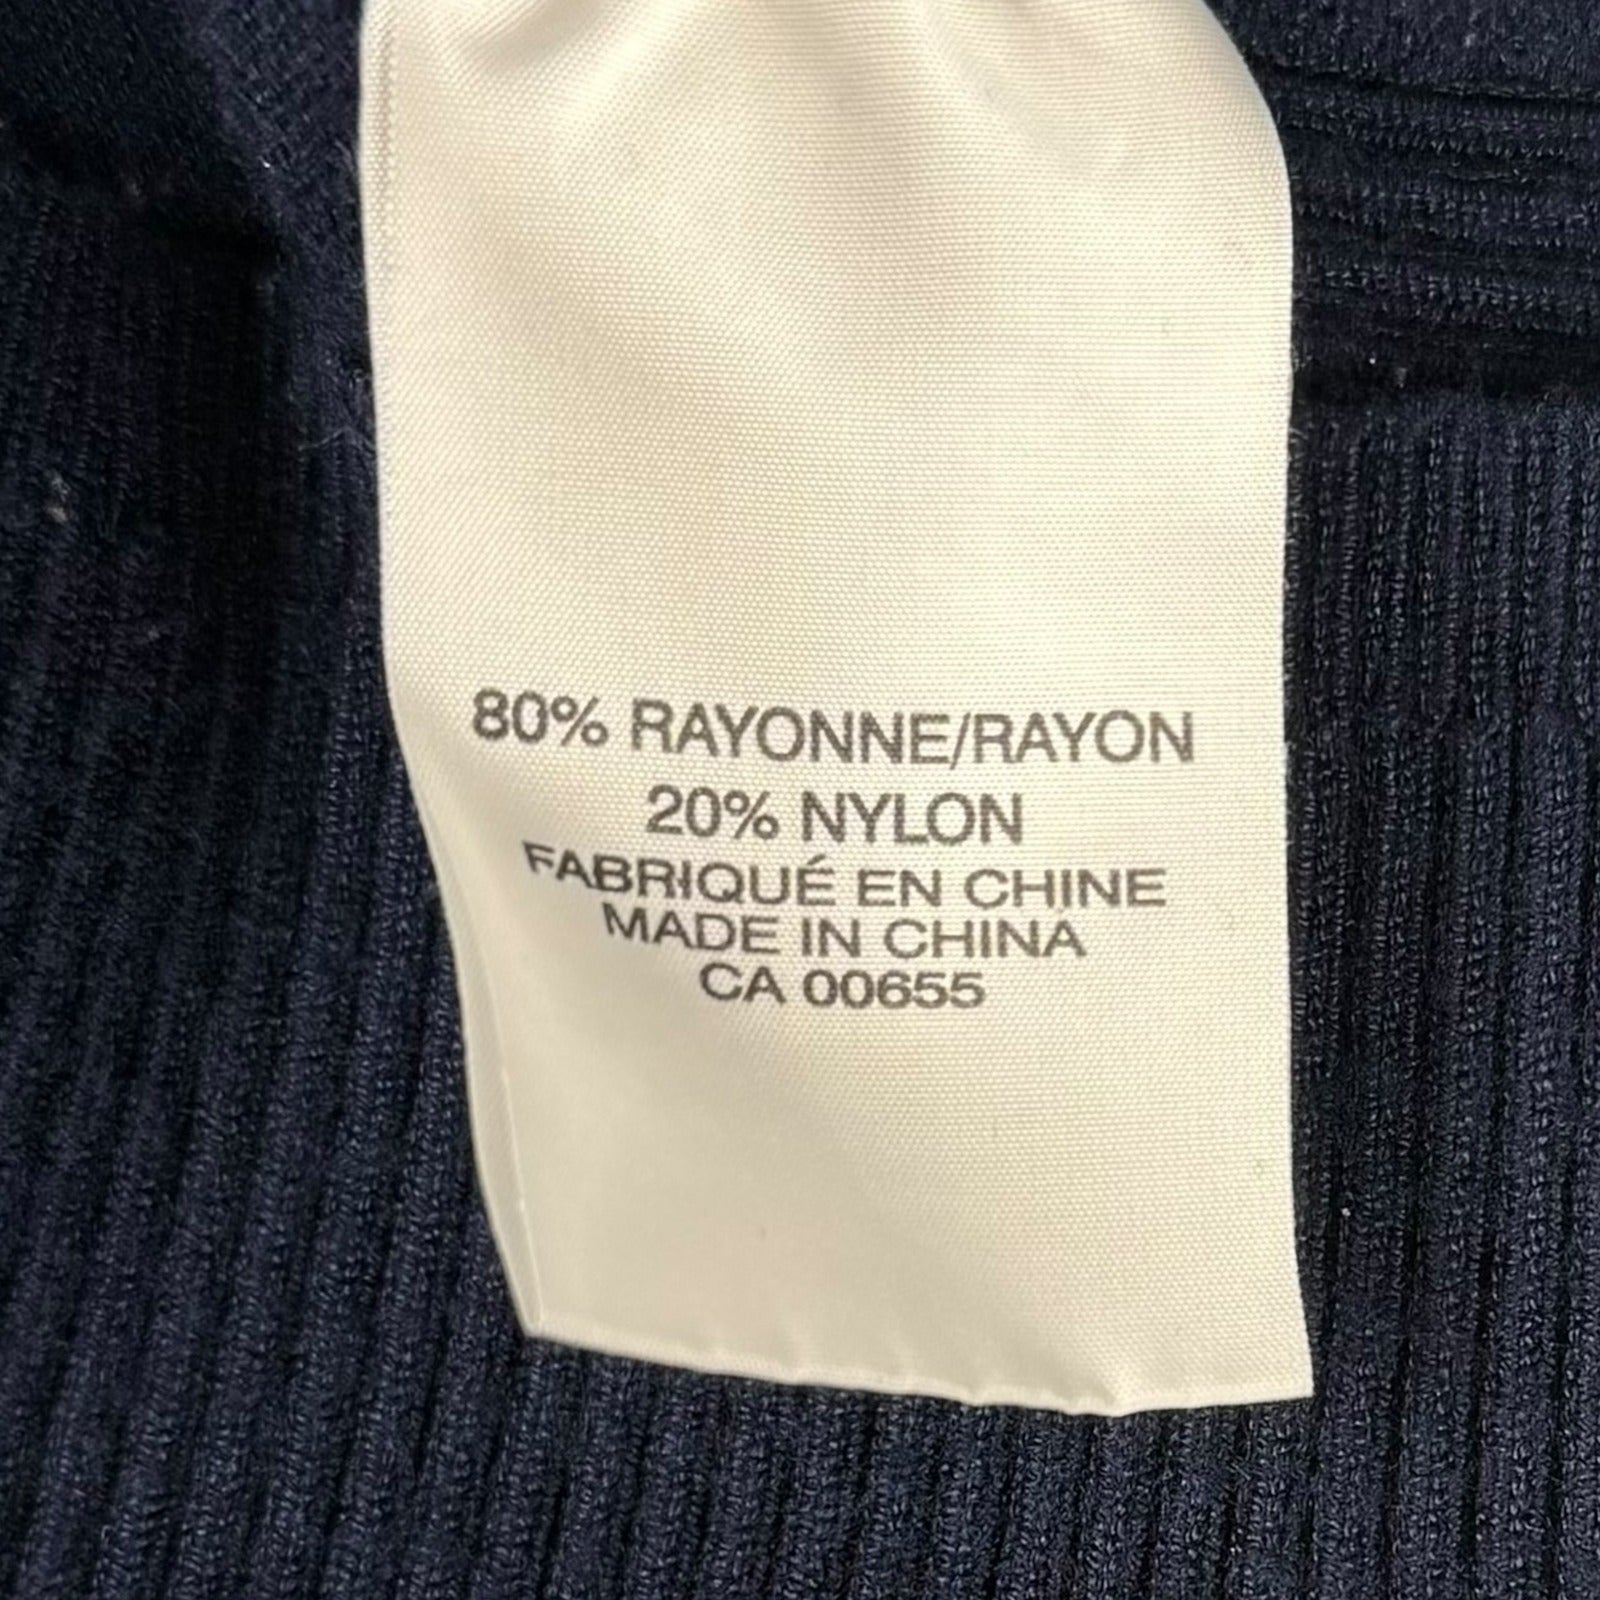 80% RAYONNE/RAYON
20% NYLON
FABRIQUÉ EN CHINE
MADE IN CHINA
CA 00655